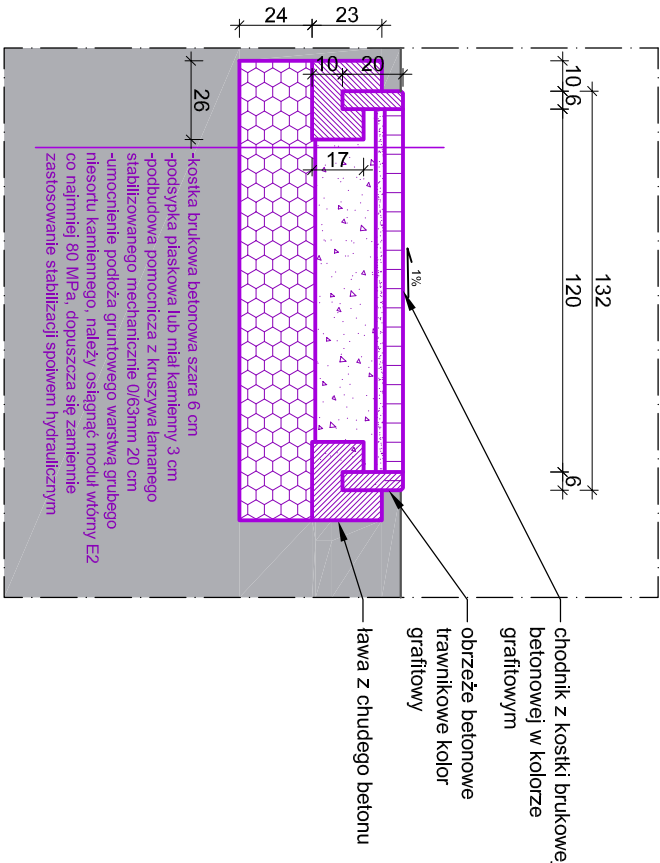 132
10
6
120
6
1%
24
23
10
20
17
26
chodnik z kostki brukowej
betonowej w kolorze
grafitowym
obrzeże betonowe
trawnikowe kolor
grafitowy
ława z chudego betonu
-kostka brukowa betonowa szara 6 cm
-podsypka piaskowa lub miał kamienny 3 cm
-podbudowa pomocnicza z kruszywa łamanego
stabilizowanego mechanicznie 0/63mm 20 cm
-umocnienie podłoża gruntowego warstwą grubego
niesortu kamiennego, należy osiągnąć moduł wtórny E2
co najmniej 80 MPa, dopuszcza się zamiennie
zastosowanie stabilizacji spoiwem hydraulicznym